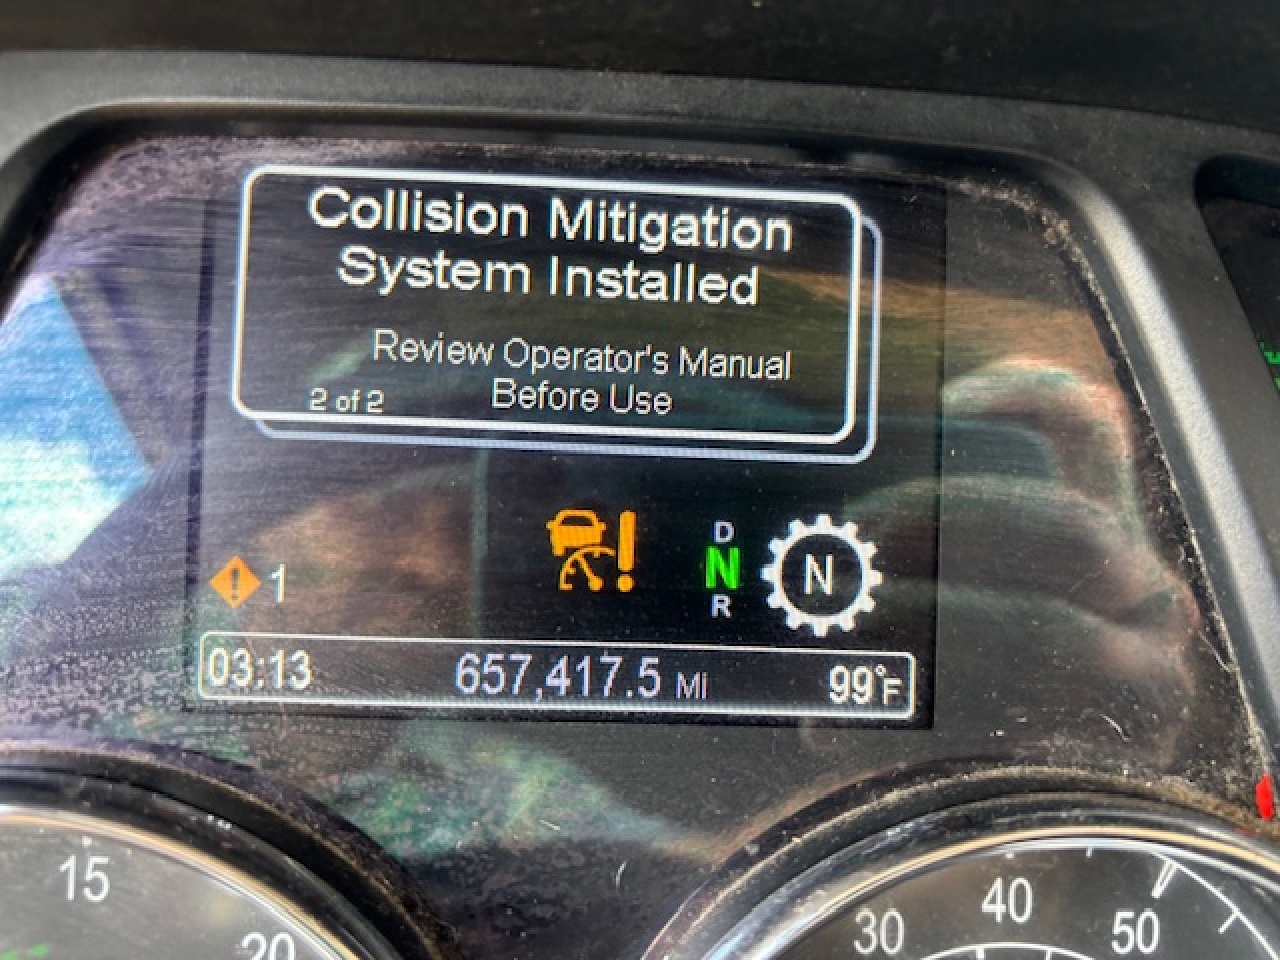 Collision Mitigation
System Installed
Review Operator's Manual
2 of 2 Before Use
D
N
R
N
1
03:13 657,417.5 Mi 99°F
15
20
30
40
50